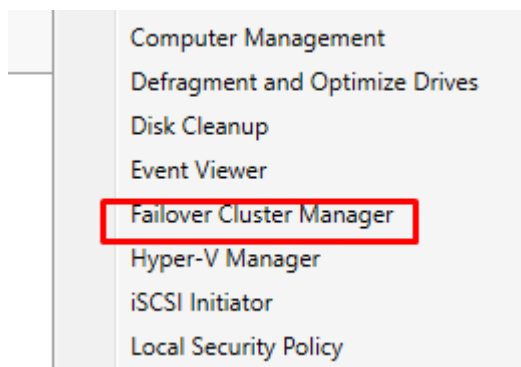 Computer Management
Defragment and Optimize Drives
Disk Cleanup
Event Viewer
Failover Cluster Manager
Hyper-V Manager
iSCSI Initiator
Local Security Policy